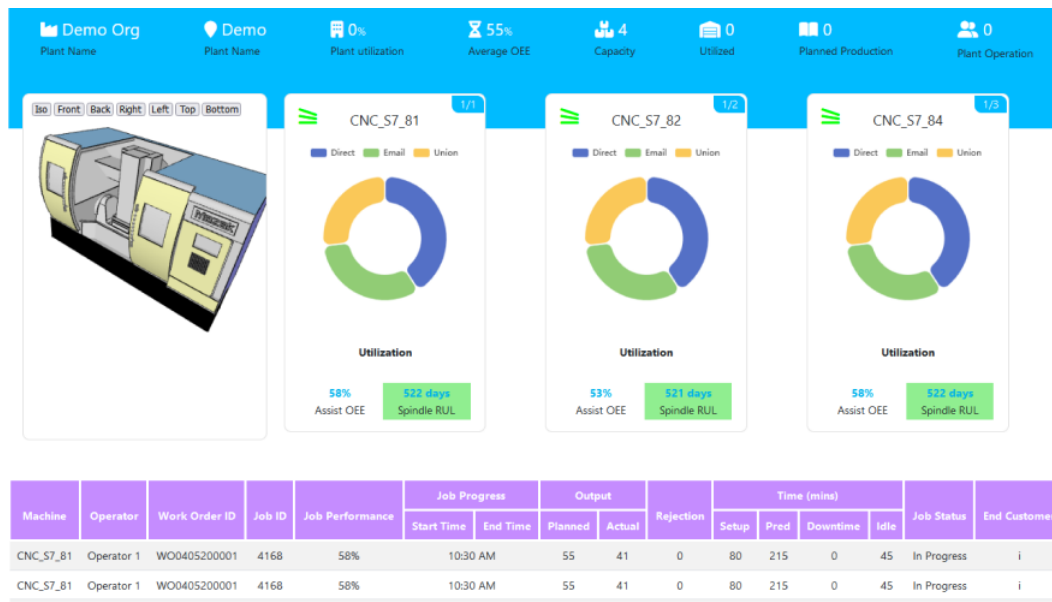 Demo Org
Plant Name
Demo
Plant Name
0%
Plant utilization
55%
Average OEE
4
Capacity
0
Utilized
0
Planned Production
0
Plant Operation
Iso Front Back Right Left Top Bottom
Mazak
1/1
CNC_S7_81
Direct Email Union
Utilization
58% 522 days
Assist OEE Spindle RUL
1/2
CNC_S7_82
Direct Email Union
Utilization
53% 521 days
Assist OEE Spindle RUL
1/3
CNC_S7_84
Direct Email Union
Utilization
58% 522 days
Assist OEE Spindle RUL
Machine Operator Work Order ID Job ID Job Performance Job Progress Output Rejection Time (mins) Job Status End Customer
Start Time End Time Planned Actual Setup Pred Downtime Idle
CNC_S7_81 Operator 1 WO0405200001 4168 58% 10:30 AM 55 41 0 80 215 0 45 In Progress i
CNC_S7_81 Operator 1 WO0405200001 4168 58% 10:30 AM 55 41 0 80 215 0 45 In Progress i